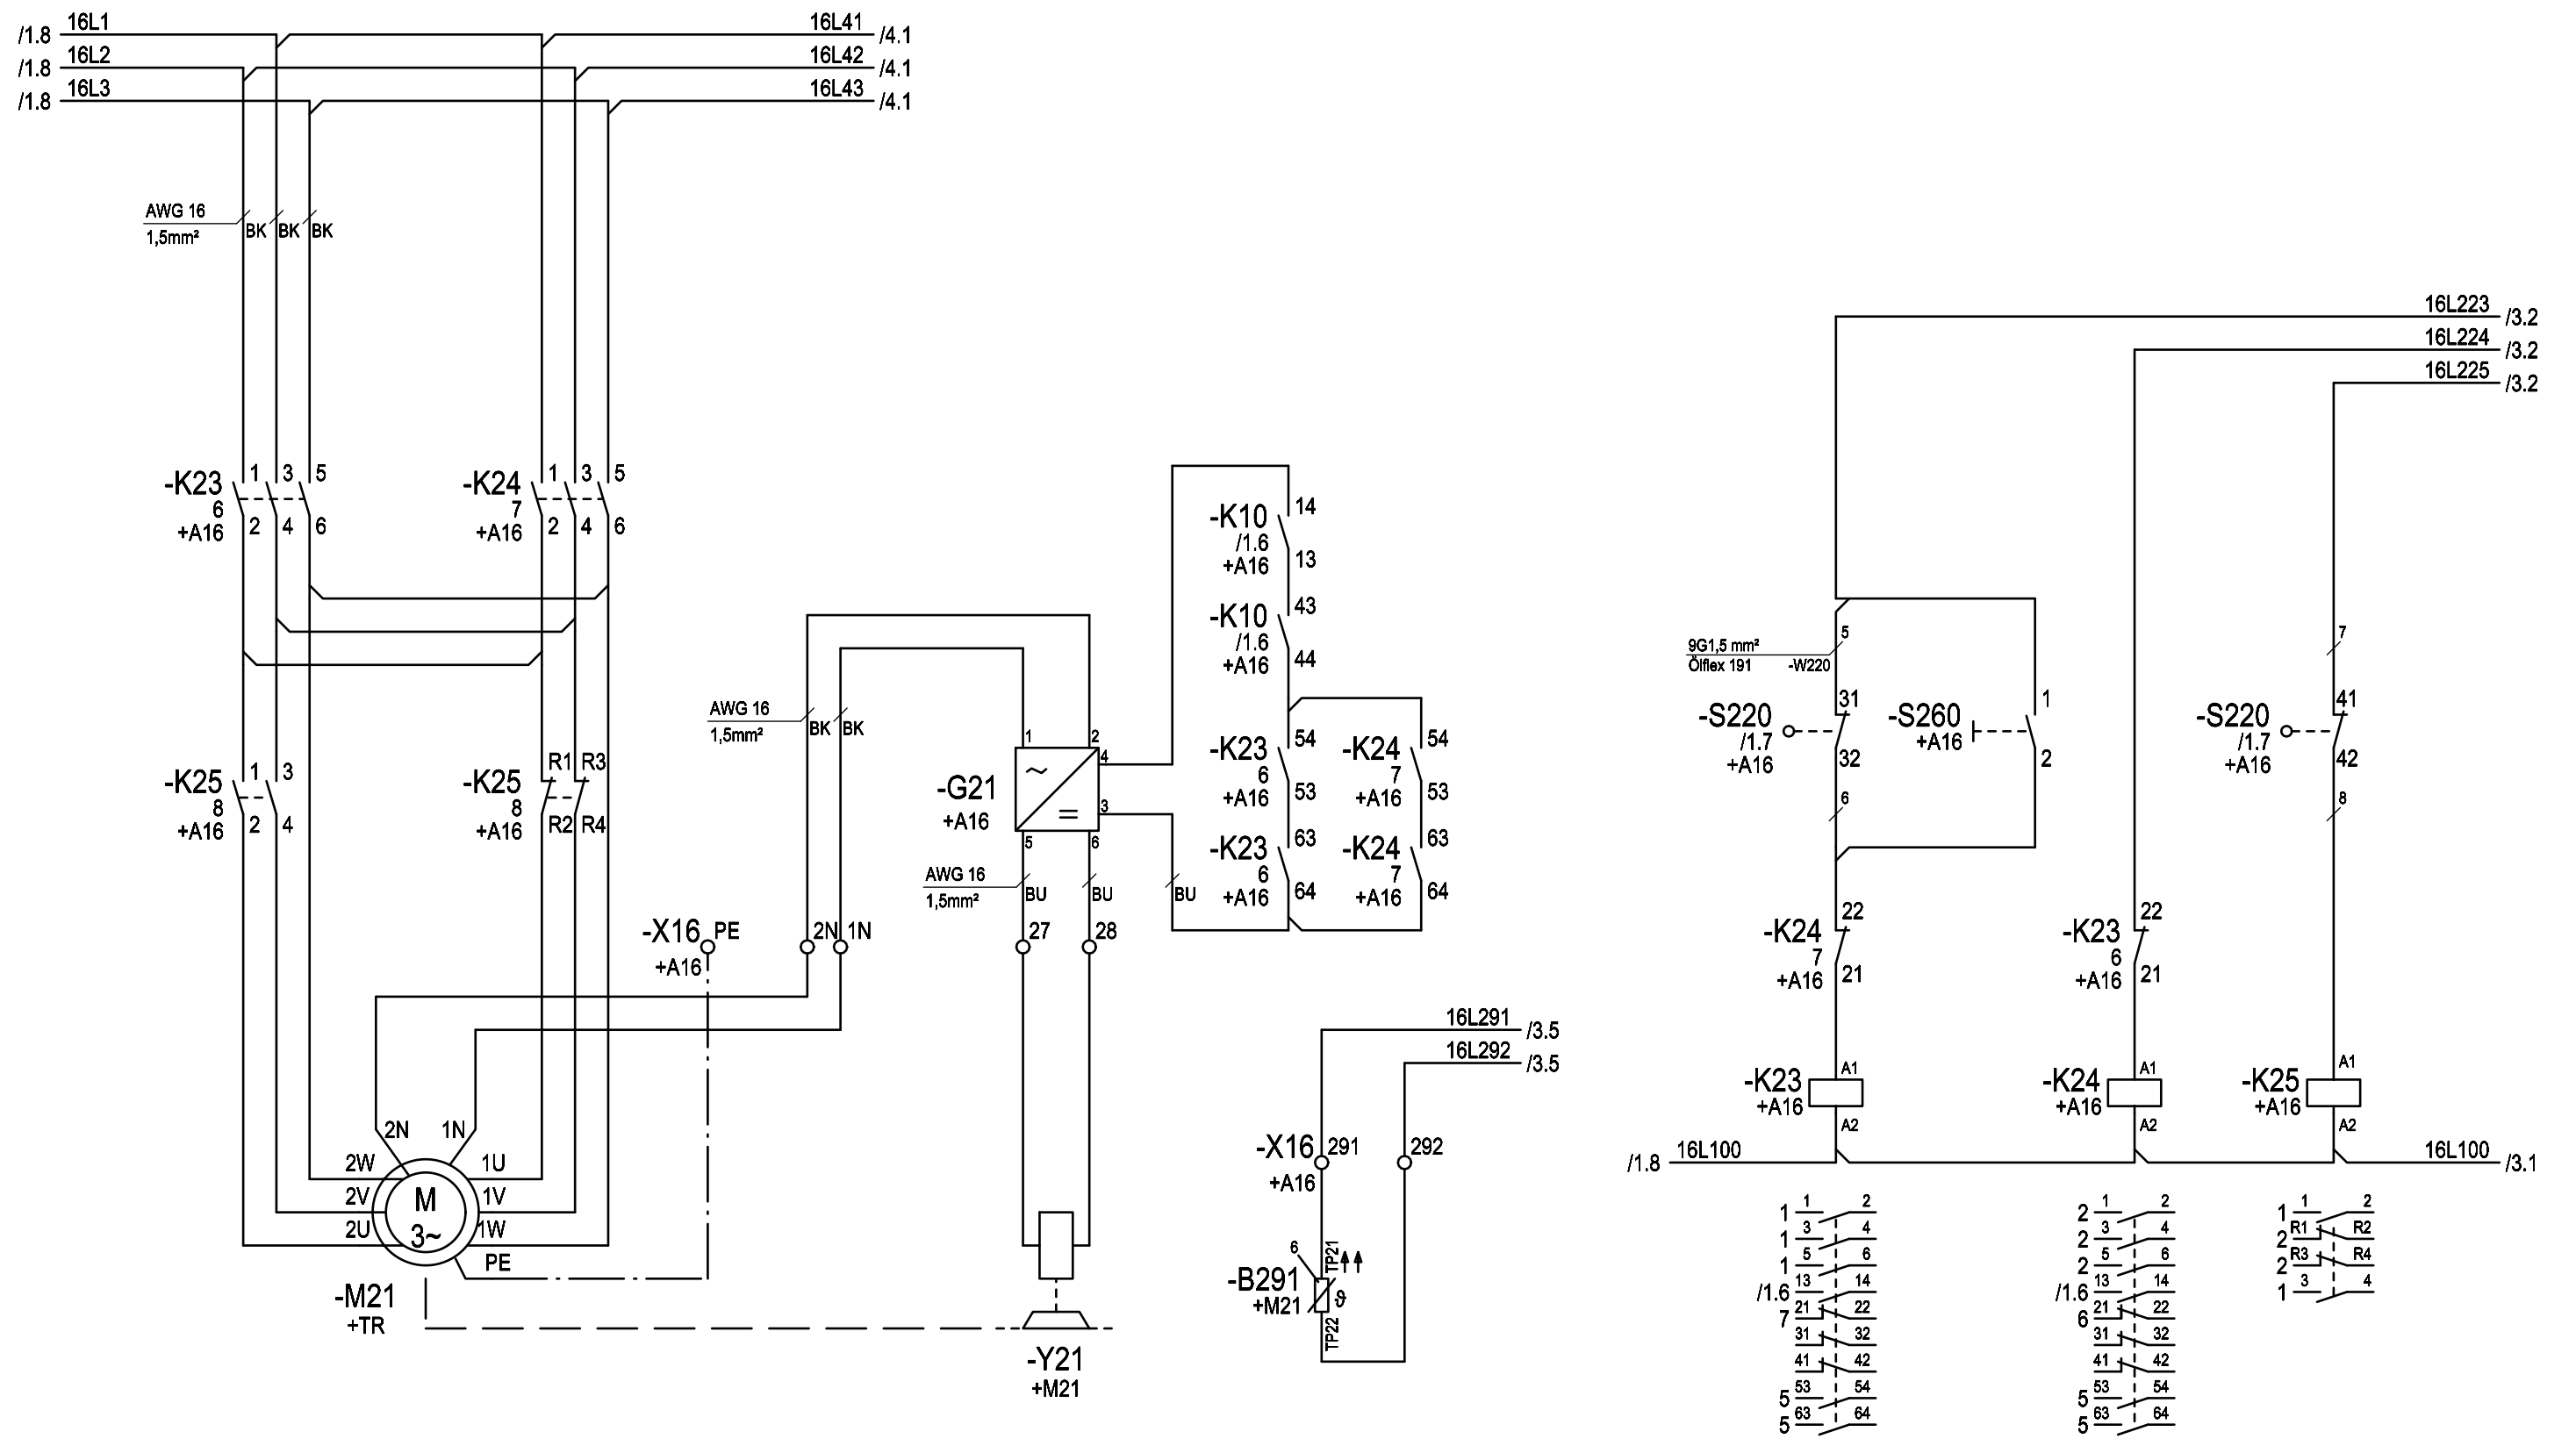 16L1
16L41
/1.8
/4.1
16L2
16L42
/1.8
/4.1
16L3
16L43
/1.8
/4.1
AWG 16
1,5mm²
BK
BK
BK
-K23
6
+A16
1
3
5
2
4
6
-K24
7
+A16
1
3
5
2
4
6
-K25
8
+A16
1
3
2
4
-K25
8
+A16
R1
R3
R2
R4
AWG 16
1,5mm²
BK
BK
-G21
+A16
1
2
4
3
5
6
AWG 16
1,5mm²
BU
BU
BU
-X16
+A16
PE
2N
1N
27
28
-K10
/1.6
+A16
14
13
-K10
/1.6
+A16
43
44
-K23
6
+A16
54
53
-K24
7
+A16
54
53
-K23
6
+A16
63
64
-K24
7
+A16
63
64
2N
1N
2W
1U
2V
1V
2U
1W
M
3~
PE
-M21
+TR
-Y21
+M21
16L291
/3.5
16L292
/3.5
-X16
+A16
291
292
6
TP21
-B291
+M21
ϑ
TP22
16L223
/3.2
16L224
/3.2
16L225
/3.2
5
9G1,5 mm²
Ölflex 191
-W220
7
-S220
/1.7
+A16
31
32
-S260
+A16
1
2
-S220
/1.7
+A16
41
42
6
8
-K24
7
+A16
22
21
-K23
6
+A16
22
21
-K23
+A16
A1
A2
-K24
+A16
A1
A2
-K25
+A16
A1
A2
/1.8
16L100
16L100
/3.1
1 1 2
1 3 4
1 5 6
/1.6 13 14
7 21 22
31 32
41 42
5 53 54
5 63 64
2 1 2
2 3 4
2 5 6
/1.6 13 14
6 21 22
31 32
41 42
5 53 54
5 63 64
1 1 2
2 R1 R2
2 R3 R4
1 3 4